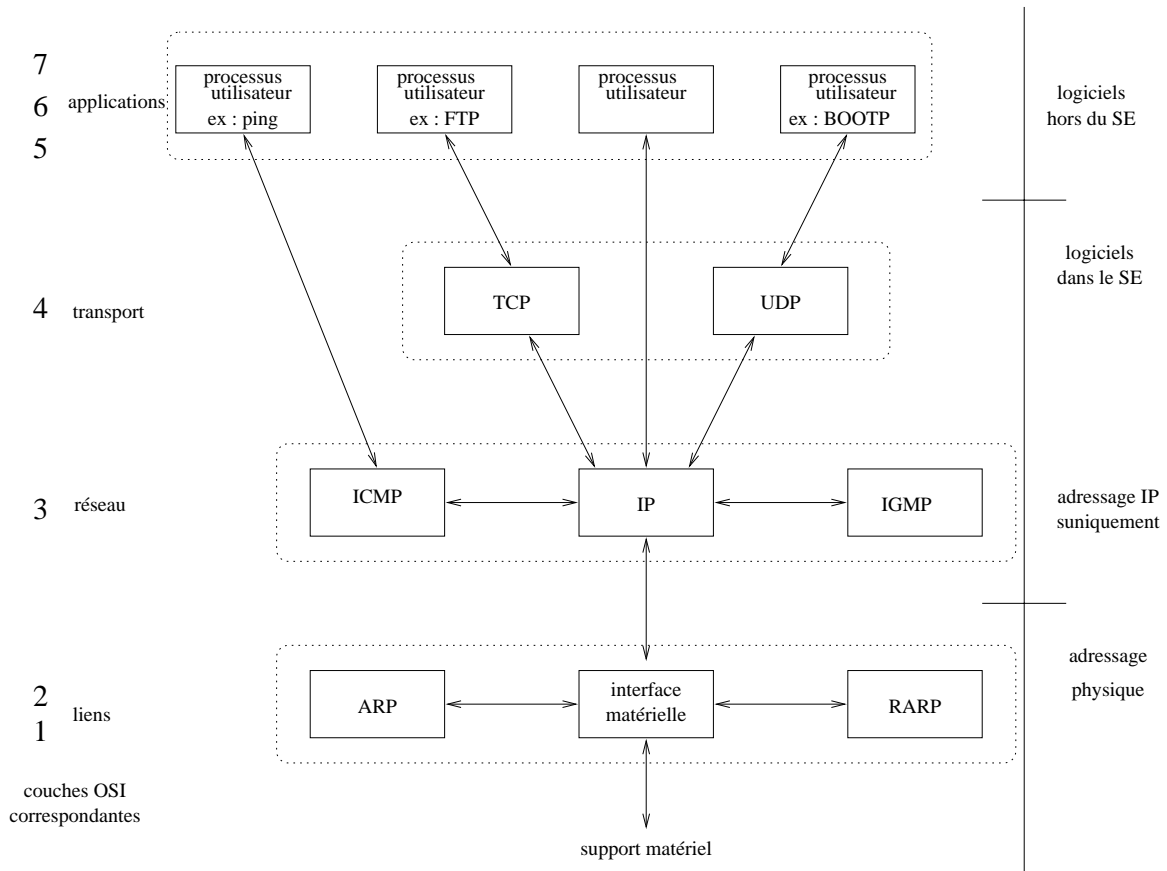 7
6
5
applications
processus
utilisateur
ex : ping
processus
utilisateur
ex : FTP
processus
utilisateur
processus
utilisateur
ex : BOOTP
logiciels
hors du SE
logiciels
dans le SE
4
transport
TCP
UDP
3
réseau
ICMP
IP
IGMP
adressage IP
suniquement
adressage
physique
2
1
liens
ARP
interface
matérielle
RARP
couches OSI
correspondantes
support matériel